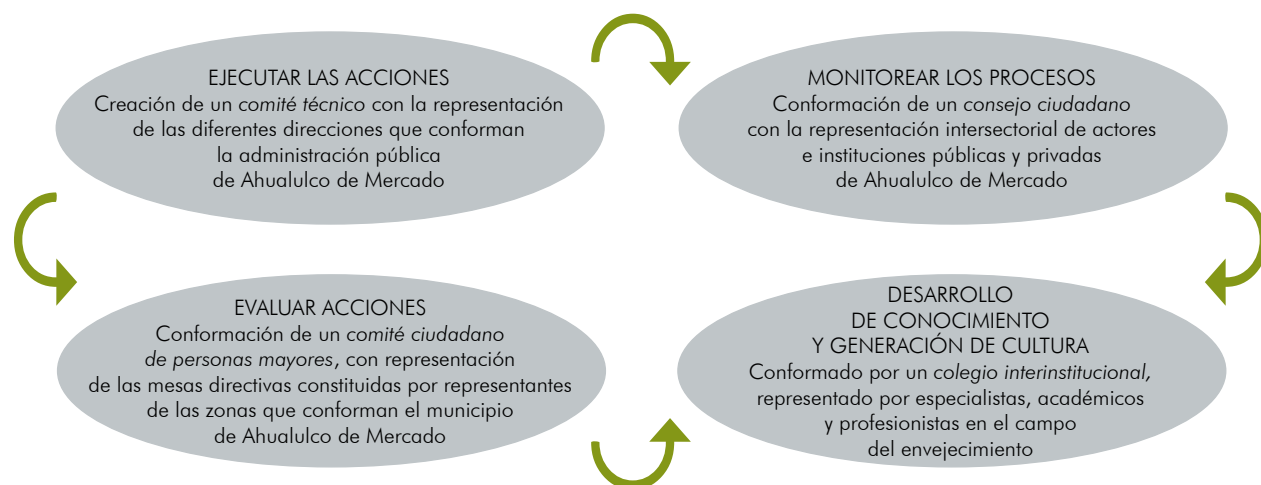 EJECUTAR LAS ACCIONES
Creación de un comité técnico con la representación
de las diferentes direcciones que conforman
la administración pública
de Ahualulco de Mercado
MONITOREAR LOS PROCESOS
Conformación de un consejo ciudadano
con la representación intersectorial de actores
e instituciones públicas y privadas
de Ahualulco de Mercado
EVALUAR ACCIONES
Conformación de un comité ciudadano
de personas mayores, con representación
de las mesas directivas constituidas por representantes
de las zonas que conforman el municipio
de Ahualulco de Mercado
DESARROLLO
DE CONOCIMIENTO
Y GENERACIÓN DE CULTURA
Conformado por un colegio interinstitucional,
representado por especialistas, académicos
y profesionistas en el campo
del envejecimiento